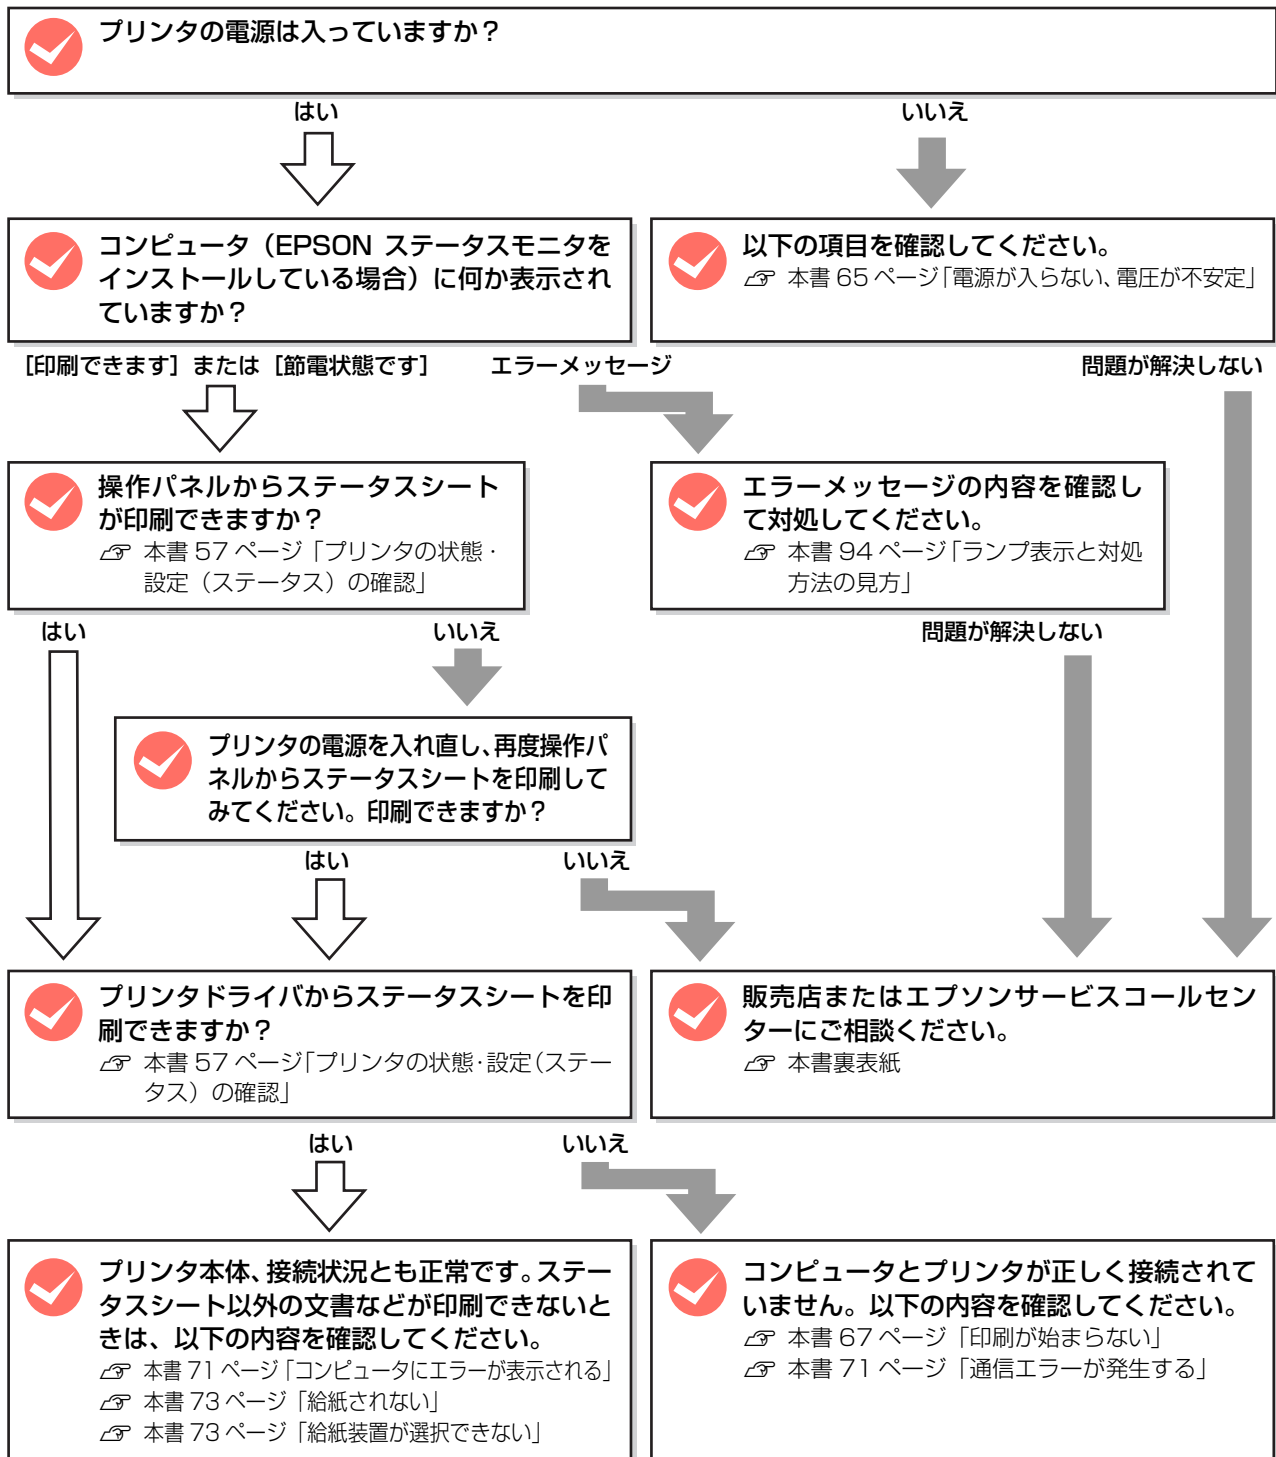 プリンタの電源は入っていますか？
はい
いいえ
コンピュータ（EPSON ステータスモニタを
インストールしている場合）に何か表示され
ていますか？
以下の項目を確認してください。
本書 65 ページ「電源が入らない、電圧が不安定」
［印刷できます］または［節電状態です］
エラーメッセージ
問題が解決しない
操作パネルからステータスシート
が印刷できますか？
本書 57 ページ「プリンタの状態・
設定（ステータス）の確認」
エラーメッセージの内容を確認し
て対処してください。
本書 94 ページ「ランプ表示と対処
方法の見方」
はい
いいえ
問題が解決しない
プリンタの電源を入れ直し、再度操作パ
ネルからステータスシートを印刷して
みてください。印刷できますか？
はい
いいえ
プリンタドライバからステータスシートを印
刷できますか？
本書 57 ページ「プリンタの状態・設定（ステー
タス）の確認」
販売店またはエプソンサービスコールセン
ターにご相談ください。
本書裏表紙
はい
いいえ
プリンタ本体、接続状況とも正常です。ステー
タスシート以外の文書などが印刷できないと
きは、以下の内容を確認してください。
本書 71 ページ「コンピュータにエラーが表示される」
本書 73 ページ「給紙されない」
本書 73 ページ「給紙装置が選択できない」
コンピュータとプリンタが正しく接続されて
いません。以下の内容を確認してください。
本書 67 ページ「印刷が始まらない」
本書 71 ページ「通信エラーが発生する」